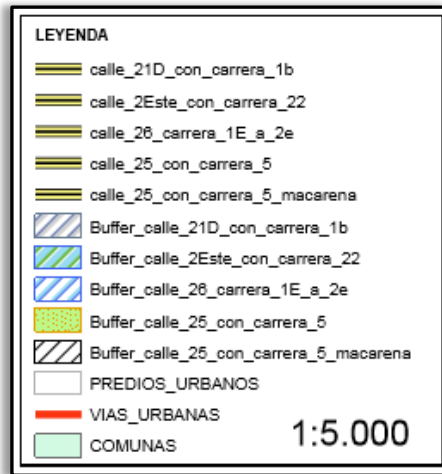 LEYENDA
calle_21D_con_carrera_1b
calle_2Este_con_carrera_22
calle_26_carrera_1E_a_2e
calle_25_con_carrera_5
calle_25_con_carrera_5_macarena
Buffer_calle_21D_con_carrera_1b
Buffer_calle_2Este_con_carrera_22
Buffer_calle_26_carrera_1E_a_2e
Buffer_calle_25_con_carrera_5
Buffer_calle_25_con_carrera_5_macarena
PREDIOS_URBANOS
VIAS_URBANAS
COMUNAS
1:5.000